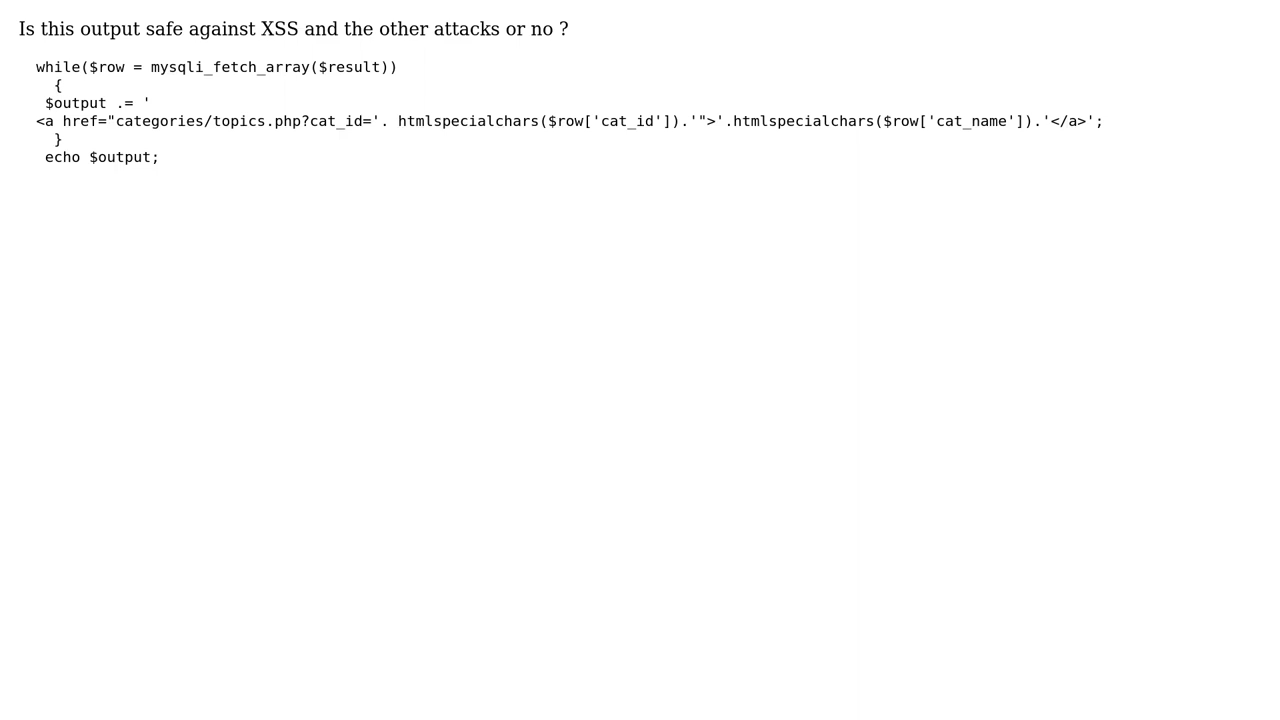 Is this output safe against XSS and the other attacks or no ?
while($row = mysqli_fetch_array($result))
{
$output .= '
<a href="categories/topics.php?cat_id='. htmlspecialchars($row['cat_id']).'">'.htmlspecialchars($row['cat_name']).'</a>';
}
echo $output;